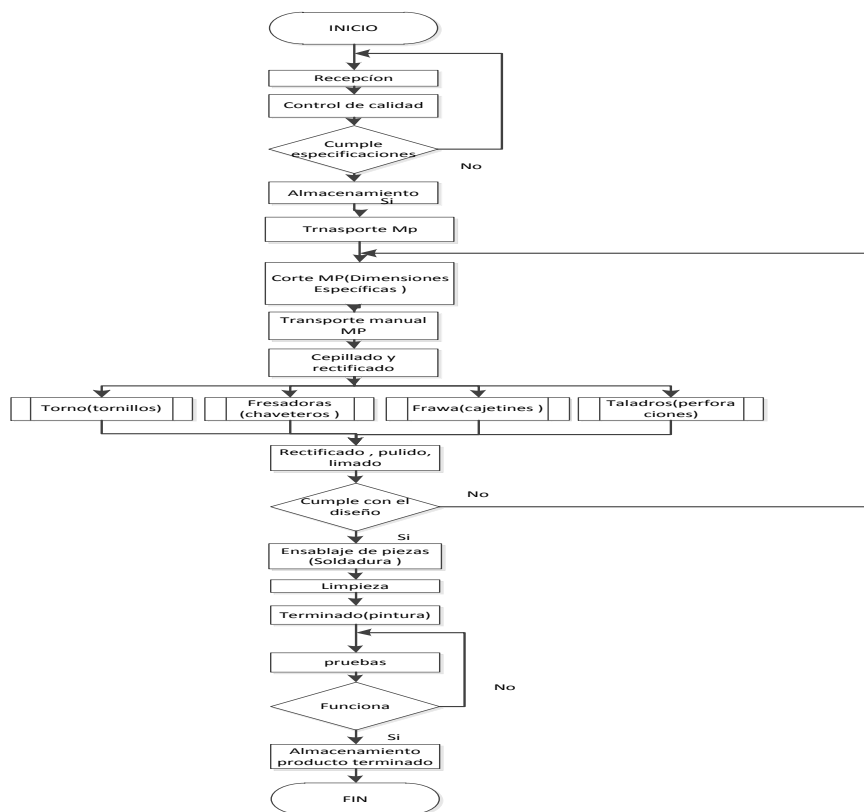 INICIO
Recepcíon
Control de calidad
Cumple
especificaciones
No
Almacenamiento
Si
Trnasporte Mp
Corte MP(Dimensiones
Específicas )
Transporte manual
MP
Cepillado y
rectificado
Torno(tornillos)
Fresadoras
(chaveteros )
Frawa(cajetines )
Taladros(perfora
ciones)
Rectificado , pulido,
limado
Cumple con el
diseño
No
Si
Ensablaje de piezas
(Soldadura )
Limpieza
Terminado(pintura)
pruebas
Funciona
No
Si
Almacenamiento
producto terminado
FIN